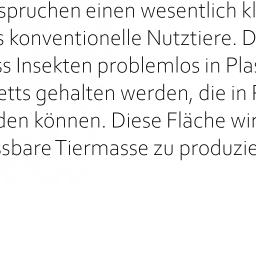 spruchen einen wesentlich kl
s konventionelle Nutztiere. D
ss Insekten problemlos in Plas
etts gehalten werden, die in R
den können. Diese Fläche wir
ssbare Tiermasse zu produzie